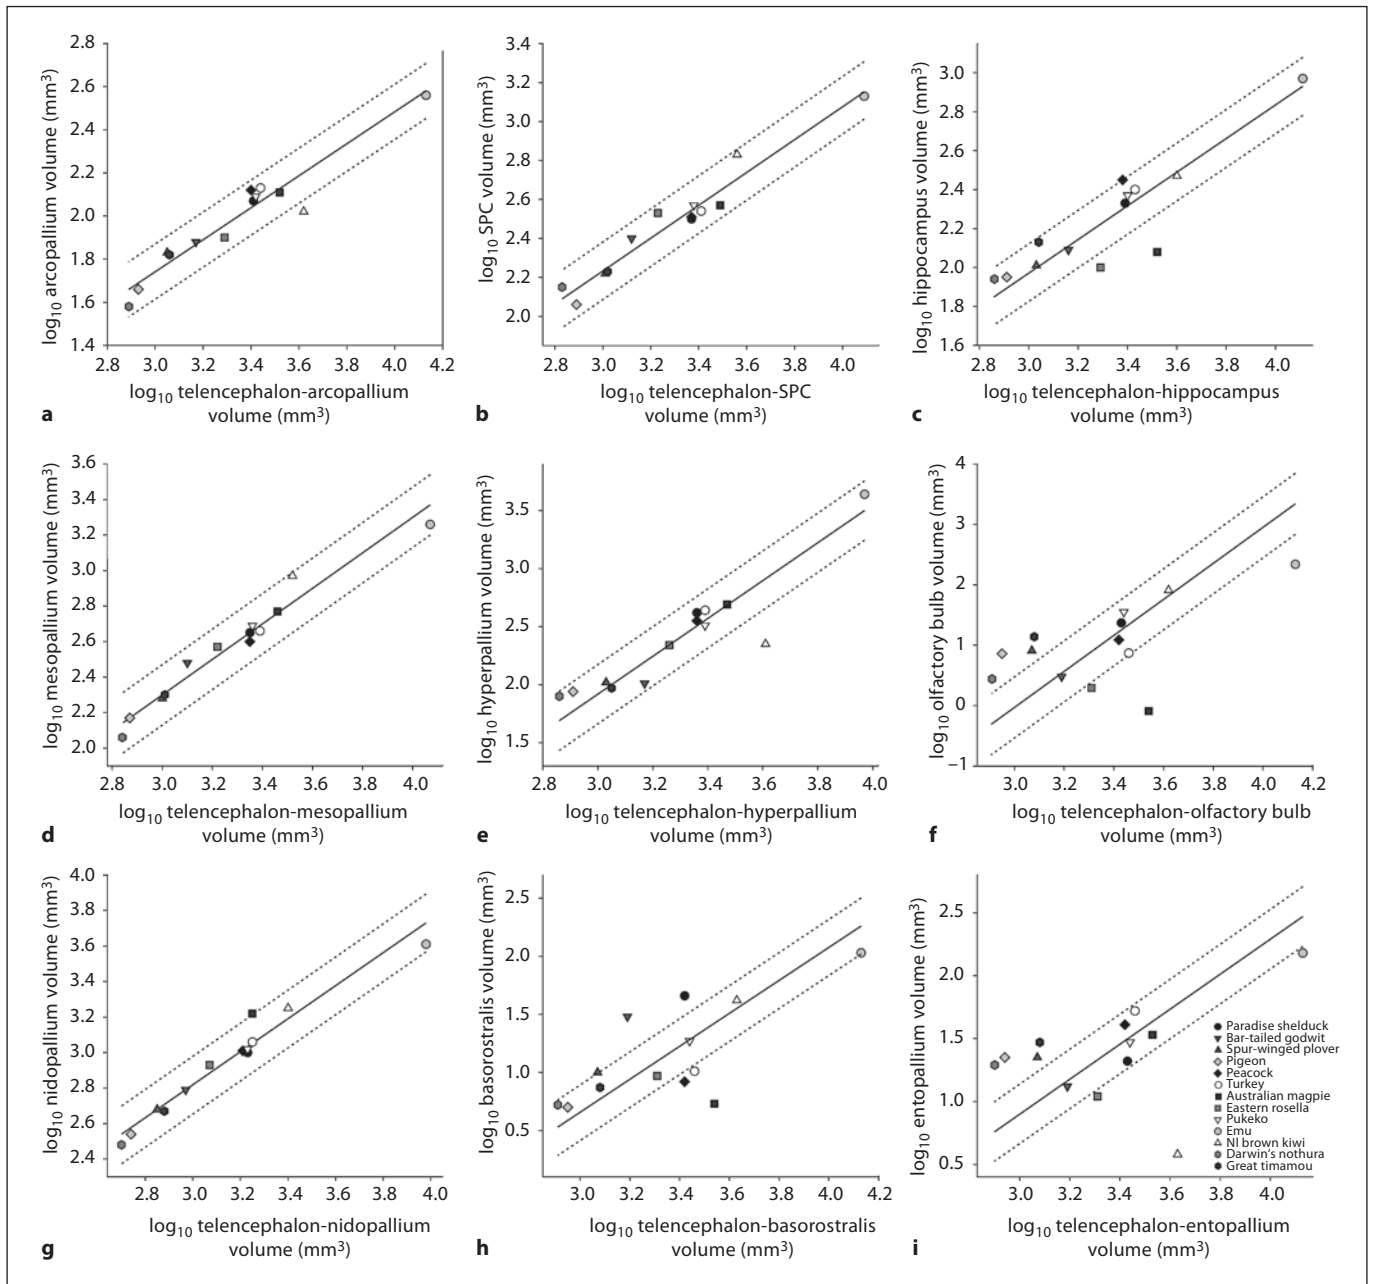 2.8
2.6
2.4
2.2
2.0
1.8
1.6
1.4
log10 arcopallium volume (mm3)
2.8 3.0 3.2 3.4 3.6 3.8 4.0 4.2
log10 telencephalon-arcopallium
volume (mm3)
a
3.4
3.2
3.0
2.8
2.6
2.4
2.2
2.0
log10 SPC volume (mm3)
3.0 3.2 3.4 3.6 3.8 4.0
log10 telencephalon-SPC
volume (mm3)
b
3.0
2.8
2.6
2.4
2.2
2.0
1.8
1.6
log10 hippocampus volume (mm3)
2.8 3.0 3.2 3.4 3.6 3.8 4.0
log10 telencephalon-hippocampus
volume (mm3)
c
3.6
3.4
3.2
3.0
2.8
2.6
2.4
2.2
2.0
log10 mesopallium volume (mm3)
2.8 3.0 3.2 3.4 3.6 3.8 4.0
log10 telencephalon-mesopallium
volume (mm3)
d
3.5
3.0
2.5
2.0
1.5
log10 hyperpallium volume (mm3)
2.8 3.0 3.2 3.4 3.6 3.8 4.0
log10 telencephalon-hyperpallium
volume (mm3)
e
4
3
2
1
0
−1
log10 olfactory bulb volume (mm3)
3.0 3.2 3.4 3.6 3.8 4.0 4.2
log10 telencephalon-olfactory bulb
volume (mm3)
f
4.0
3.8
3.6
3.4
3.2
3.0
2.8
2.6
2.4
log10 nidopallium volume (mm3)
2.8 3.0 3.2 3.4 3.6 3.8 4.0
log10 telencephalon-nidopallium
volume (mm3)
g
2.5
2.0
1.5
1.0
0.5
log10 basorostralis volume (mm3)
3.0 3.2 3.4 3.6 3.8 4.0 4.2
log10 telencephalon-basorostralis
volume (mm3)
h
2.5
2.0
1.5
1.0
0.5
log10 entopallium volume (mm3)
Paradise shelduck
Bar-tailed godwit
Spur-winged plover
Pigeon
Peacock
Turkey
Australian magpie
Eastern rosella
Pukeko
Emu
NI brown kiwi
Darwin's nothura
Great timamou
3.0 3.2 3.4 3.6 3.8 4.0
log10 telencephalon-entopallium
volume (mm3)
i